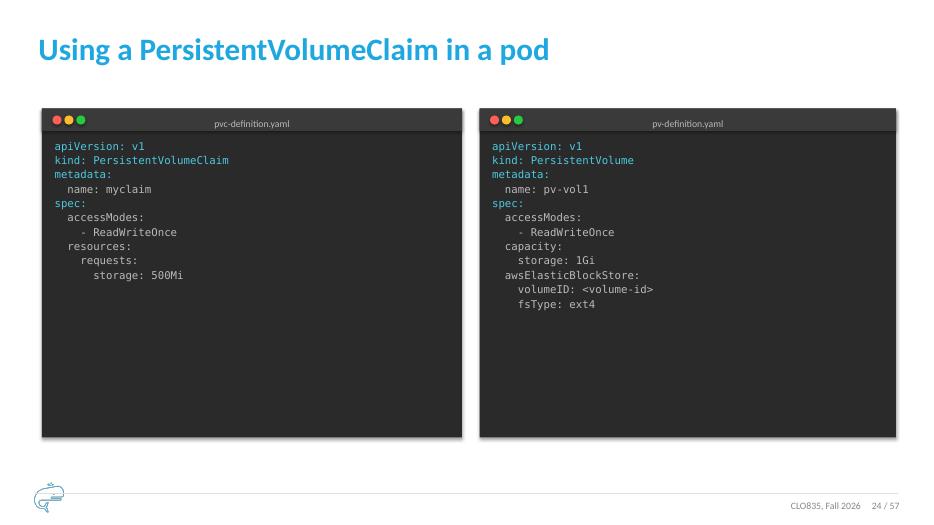 Using a PersistentVolumeClaim in a pod
pvc-definition.yaml
apiVersion: v1
kind: PersistentVolumeClaim
metadata:
  name: myclaim
spec:
  accessModes:
    - ReadWriteOnce
  resources:
    requests:
      storage: 500Mi
pv-definition.yaml
apiVersion: v1
kind: PersistentVolume
metadata:
  name: pv-vol1
spec:
  accessModes:
    - ReadWriteOnce
  capacity:
    storage: 1Gi
  awsElasticBlockStore:
    volumeID: <volume-id>
    fsType: ext4
CLO835, Fall 2026 24 / 57